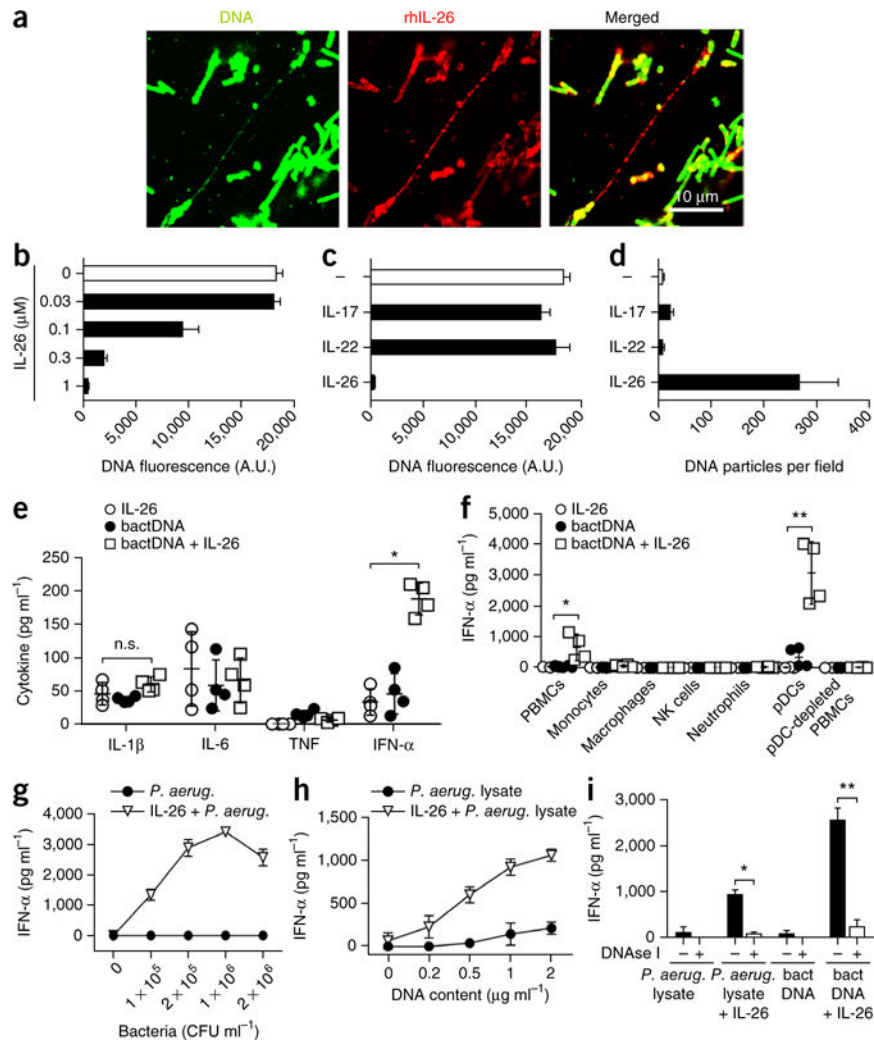 a
DNA
rhIL-26
Merged
10 μm
b
IL-26 (μM)
0
0.03
0.1
0.3
1
0
5,000
10,000
15,000
20,000
DNA fluorescence (A.U.)
c
–
IL-17
IL-22
IL-26
0
5,000
10,000
15,000
20,000
DNA fluorescence (A.U.)
d
–
IL-17
IL-22
IL-26
0
100
200
300
400
DNA particles per field
e
IL-26
bactDNA
bactDNA + IL-26
Cytokine (pg ml⁻¹)
250
200
150
100
50
0
n.s.
*
IL-1β
IL-6
TNF
IFN-α
f
IL-26
bactDNA
bactDNA + IL-26
IFN-α (pg ml⁻¹)
5,000
4,000
3,000
2,000
1,000
0
*
**
PBMCs
Monocytes
Macrophages
NK cells
Neutrophils
pDCs
pDC-depleted
PBMCs
g
P. aerug.
IL-26 + P. aerug.
IFN-α (pg ml⁻¹)
4,000
3,000
2,000
1,000
0
0
1 × 10⁵
2 × 10⁵
1 × 10⁶
2 × 10⁶
Bacteria (CFU ml⁻¹)
h
P. aerug. lysate
IL-26 + P. aerug. lysate
IFN-α (pg ml⁻¹)
1,500
1,000
500
0
0
0.2
0.5
1
2
DNA content (μg ml⁻¹)
i
IFN-α (pg ml⁻¹)
3,000
2,000
1,000
0
*
**
DNAse I
– + – + – + – +
P. aerug.
lysate
P. aerug.
lysate
+ IL-26
bact
DNA
bact
DNA
+ IL-26